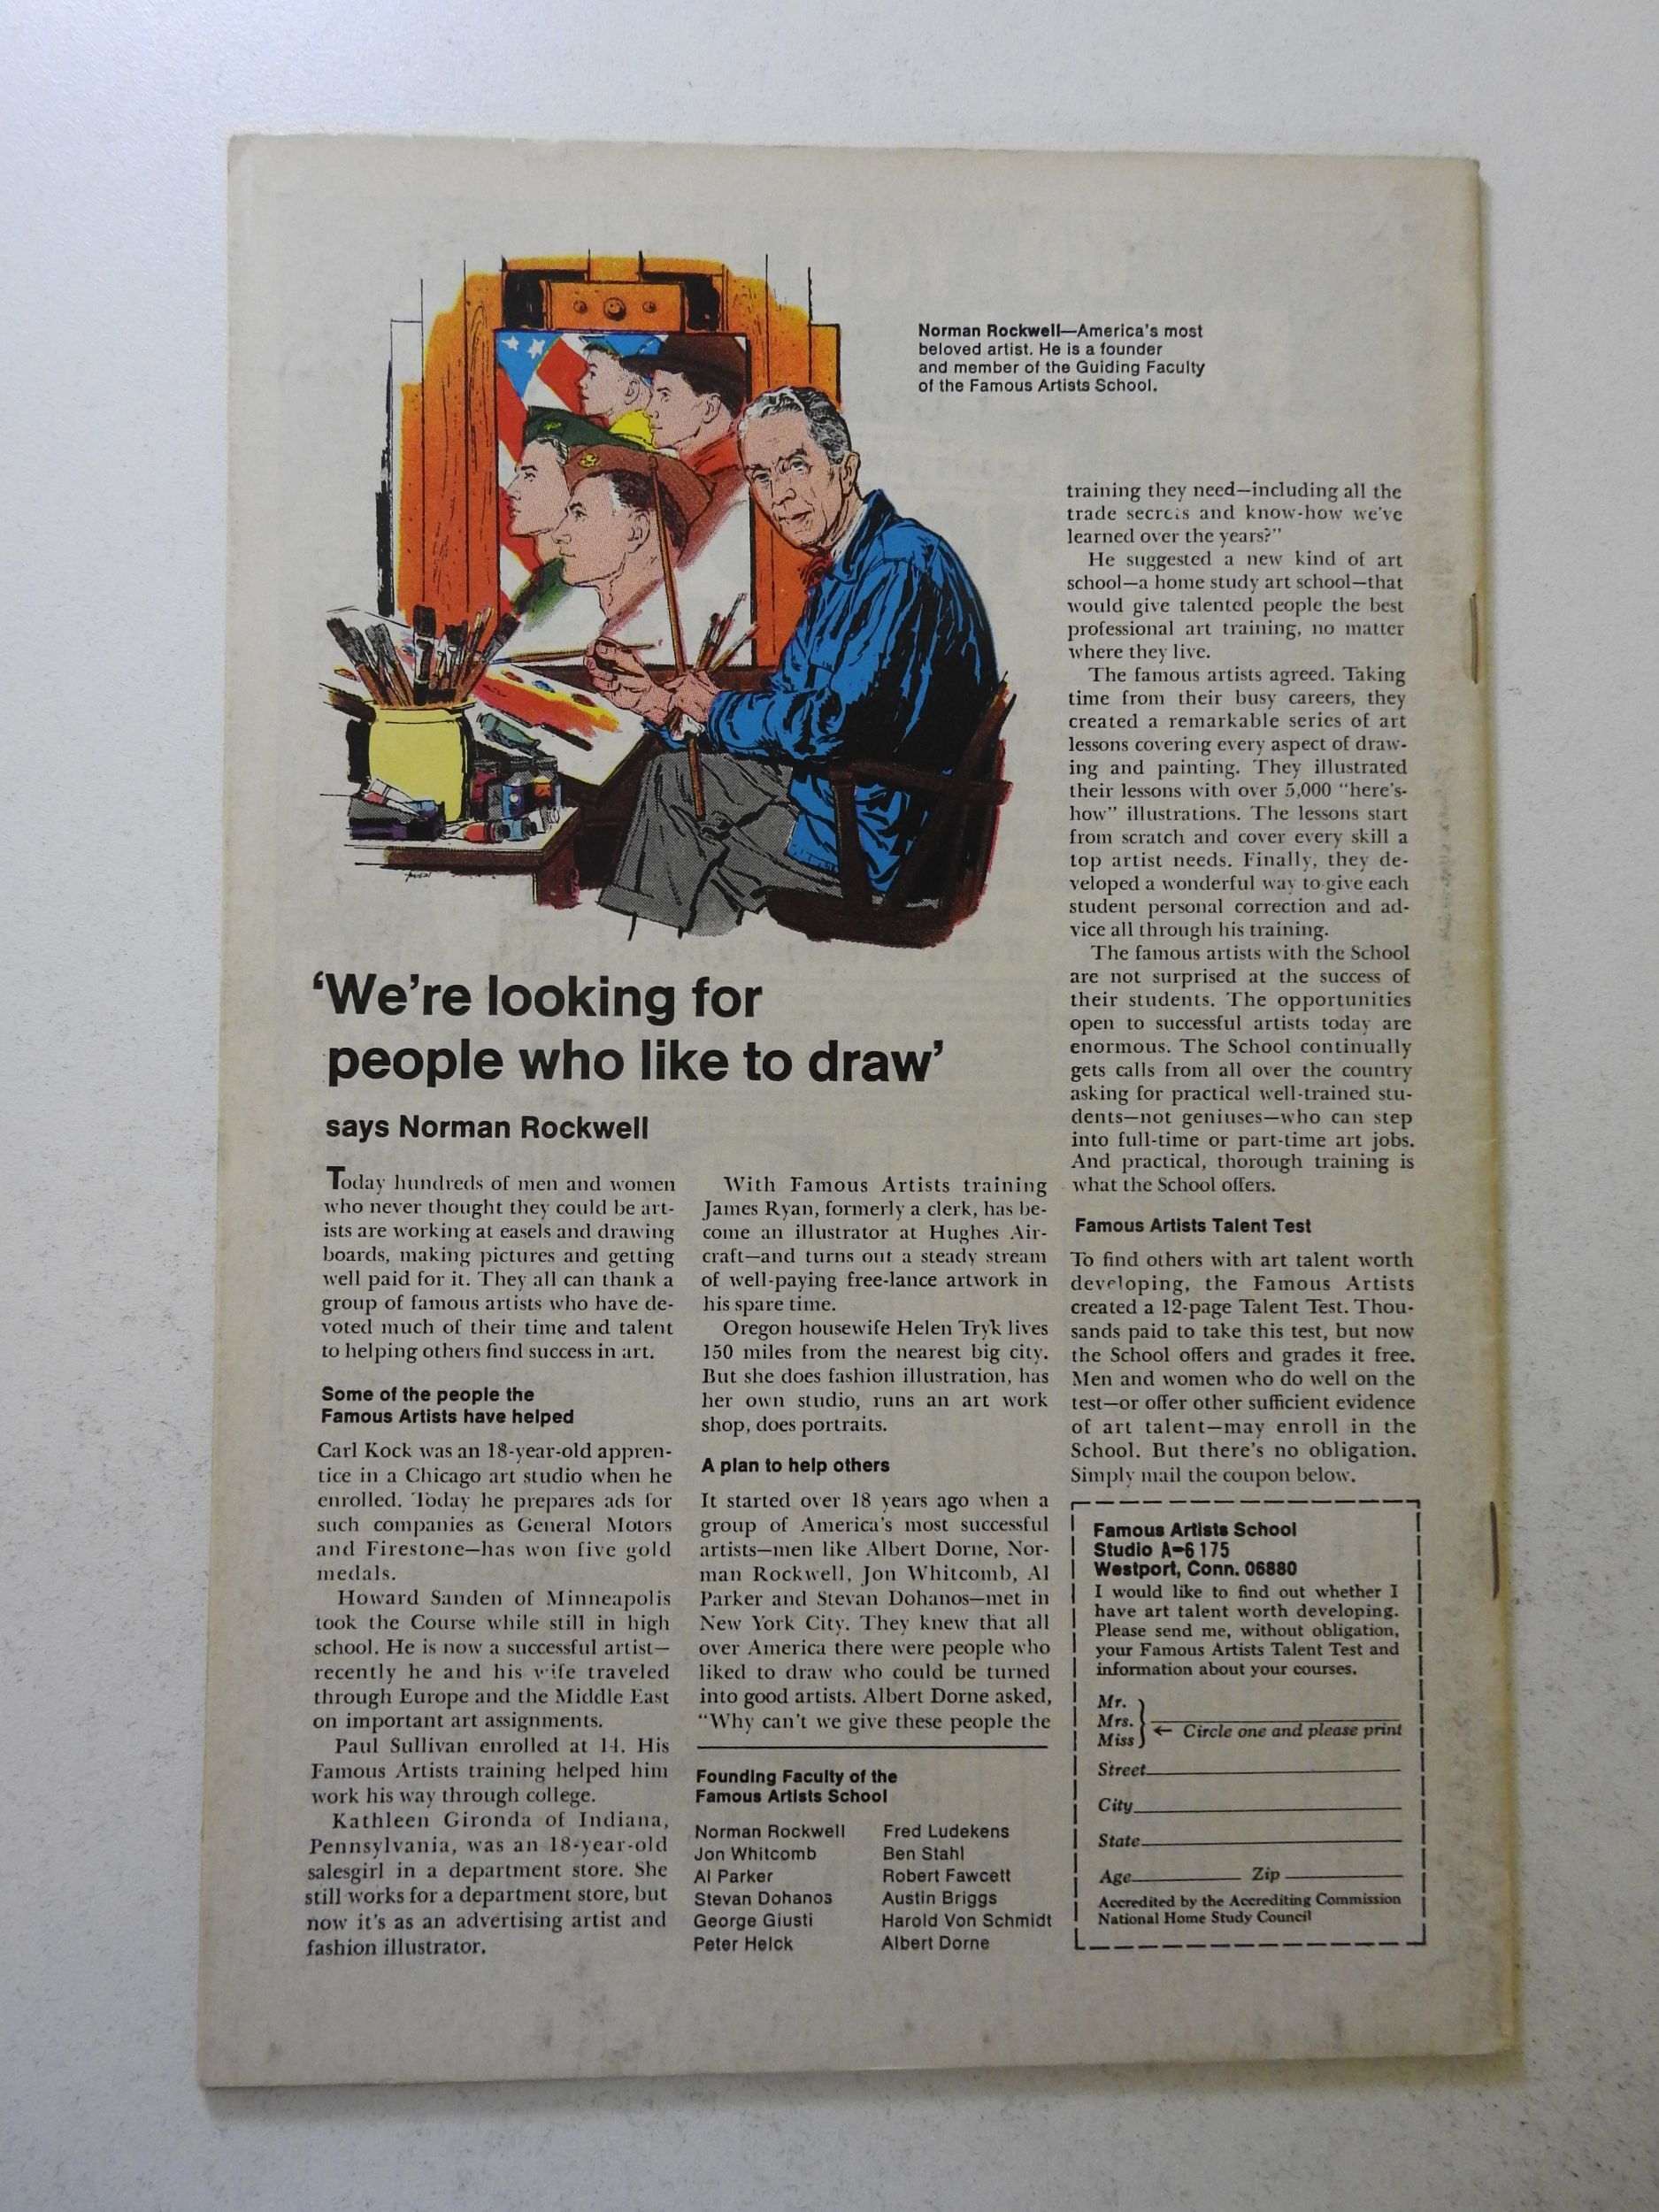 Norman Rockwell—America's most
beloved artist. He is a founder
and member of the Guiding Faculty
of the Famous Artists School.
'We're looking for
people who like to draw'
says Norman Rockwell
Today hundreds of men and women
who never thought they could be art-
ists are working at easels and drawing
boards, making pictures and getting
well paid for it. They all can thank a
group of famous artists who have de-
voted much of their time and talent
to helping others find success in art.
Some of the people the
Famous Artists have helped
Carl Kock was an 18-year-old appren-
tice in a Chicago art studio when he
enrolled. Today he prepares ads for
such companies as General Motors
and Firestone—has won five gold
medals.
Howard Sanden of Minneapolis
took the Course while still in high
school. He is now a successful artist—
recently he and his wife traveled
through Europe and the Middle East
on important art assignments.
Paul Sullivan enrolled at 14. His
Famous Artists training helped him
work his way through college.
Kathleen Gironda of Indiana,
Pennsylvania, was an 18-year-old
salesgirl in a department store. She
still works for a department store, but
now it's as an advertising artist and
fashion illustrator.
With Famous Artists training
James Ryan, formerly a clerk, has be-
come an illustrator at Hughes Air-
craft—and turns out a steady stream
of well-paying free-lance artwork in
his spare time.
Oregon housewife Helen Tryk lives
150 miles from the nearest big city.
But she does fashion illustration, has
her own studio, runs an art work
shop, does portraits.
A plan to help others
It started over 18 years ago when a
group of America's most successful
artists—men like Albert Dorne, Nor-
man Rockwell, Jon Whitcomb, Al
Parker and Stevan Dohanos—met in
New York City. They knew that all
over America there were people who
liked to draw who could be turned
into good artists. Albert Dorne asked,
"Why can't we give these people the
training they need—including all the
trade secrets and know-how we've
learned over the years?"
He suggested a new kind of art
school—a home study art school—that
would give talented people the best
professional art training, no matter
where they live.
The famous artists agreed. Taking
time from their busy careers, they
created a remarkable series of art
lessons covering every aspect of draw-
ing and painting. They illustrated
their lessons with over 5,000 "here's-
how" illustrations. The lessons start
from scratch and cover every skill a
top artist needs. Finally, they de-
veloped a wonderful way to give each
student personal correction and ad-
vice all through his training.
The famous artists with the School
are not surprised at the success of
their students. The opportunities
open to successful artists today are
enormous. The School continually
gets calls from all over the country
asking for practical well-trained stu-
dents—not geniuses—who can step
into full-time or part-time art jobs.
And practical, thorough training is
what the School offers.
Famous Artists Talent Test
To find others with art talent worth
developing, the Famous Artists
created a 12-page Talent Test. Thou-
sands paid to take this test, but now
the School offers and grades it free.
Men and women who do well on the
test—or offer other sufficient evidence
of art talent—may enroll in the
School. But there's no obligation.
Simply mail the coupon below.
Founding Faculty of the
Famous Artists School
Norman Rockwell
Jon Whitcomb
Al Parker
Stevan Dohanos
George Giusti
Peter Helck
Fred Ludekens
Ben Stahl
Robert Fawcett
Austin Briggs
Harold Von Schmidt
Albert Dorne
Famous Artists School
Studio A-6175
Westport, Conn. 06880
I would like to find out whether I
have art talent worth developing.
Please send me, without obligation,
your Famous Artists Talent Test and
information about your courses.
Mr.
Mrs.
Miss
← Circle one and please print
Street
City
State
Age Zip
Accredited by the Accrediting Commission
National Home Study Council